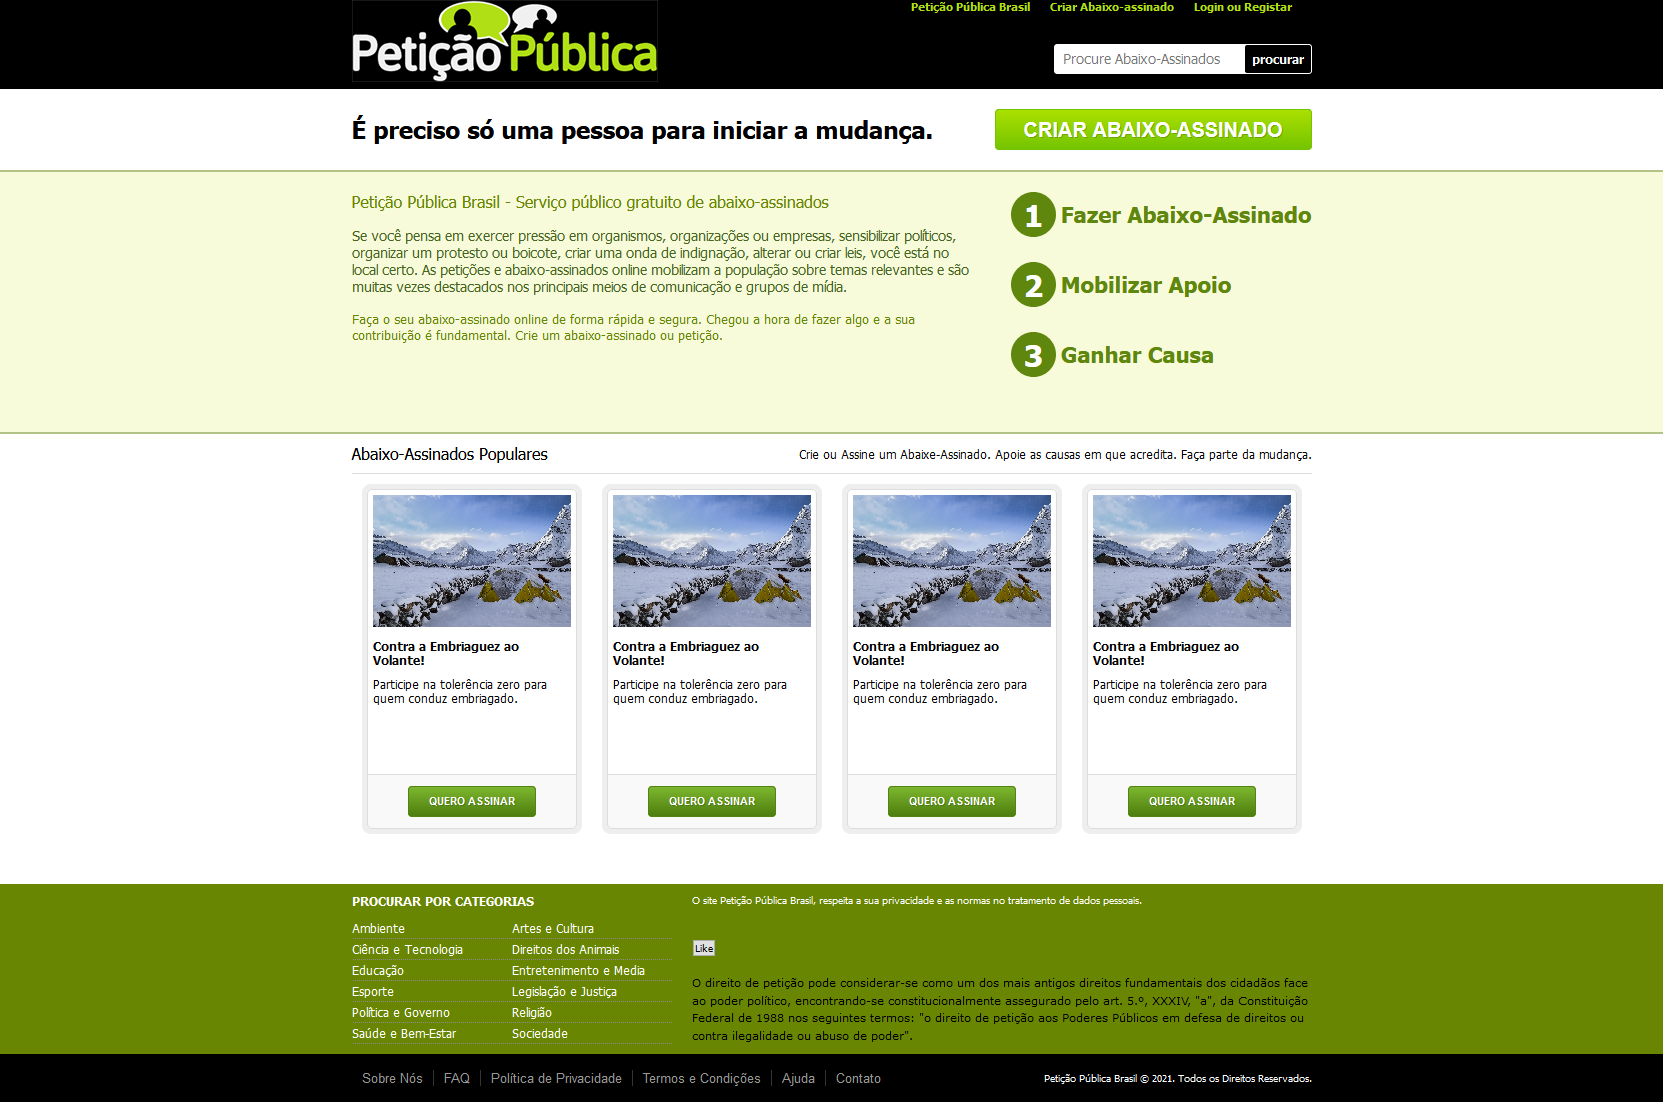 Petição Pública
Petição Pública Brasil
Criar Abaixo-assinado
Login ou Registar
Procure Abaixo-Assinados
procurar
É preciso só uma pessoa para iniciar a mudança.
CRIAR ABAIXO-ASSINADO
Petição Pública Brasil - Serviço público gratuito de abaixo-assinados
Se você pensa em exercer pressão em organismos, organizações ou empresas, sensibilizar políticos,
organizar um protesto ou boicote, criar uma onda de indignação, alterar ou criar leis, você está no
local certo. As petições e abaixo-assinados online mobilizam a população sobre temas relevantes e são
muitas vezes destacados nos principais meios de comunicação e grupos de mídia.
Faça o seu abaixo-assinado online de forma rápida e segura. Chegou a hora de fazer algo e a sua
contribuição é fundamental. Crie um abaixo-assinado ou petição.
1 Fazer Abaixo-Assinado
2 Mobilizar Apoio
3 Ganhar Causa
Abaixo-Assinados Populares
Crie ou Assine um Abaixe-Assinado. Apoie as causas em que acredita. Faça parte da mudança.
Contra a Embriaguez ao
Volante!
Participe na tolerência zero para
quem conduz embriagado.
QUERO ASSINAR
Contra a Embriaguez ao
Volante!
Participe na tolerência zero para
quem conduz embriagado.
QUERO ASSINAR
Contra a Embriaguez ao
Volante!
Participe na tolerência zero para
quem conduz embriagado.
QUERO ASSINAR
Contra a Embriaguez ao
Volante!
Participe na tolerência zero para
quem conduz embriagado.
QUERO ASSINAR
PROCURAR POR CATEGORIAS
Ambiente
Artes e Cultura
Ciência e Tecnologia
Direitos dos Animais
Educação
Entretenimento e Media
Esporte
Legislação e Justiça
Política e Governo
Religião
Saúde e Bem-Estar
Sociedade
O site Petição Pública Brasil, respeita a sua privacidade e as normas no tratamento de dados pessoais.
Like
O direito de petição pode considerar-se como um dos mais antigos direitos fundamentais dos cidadãos face
ao poder político, encontrando-se constitucionalmente assegurado pelo art. 5.º, XXXIV, "a", da Constituição
Federal de 1988 nos seguintes termos: "o direito de petição aos Poderes Públicos em defesa de direitos ou
contra ilegalidade ou abuso de poder".
Sobre Nós
FAQ
Política de Privacidade
Termos e Condições
Ajuda
Contato
Petição Pública Brasil © 2021. Todos os Direitos Reservados.